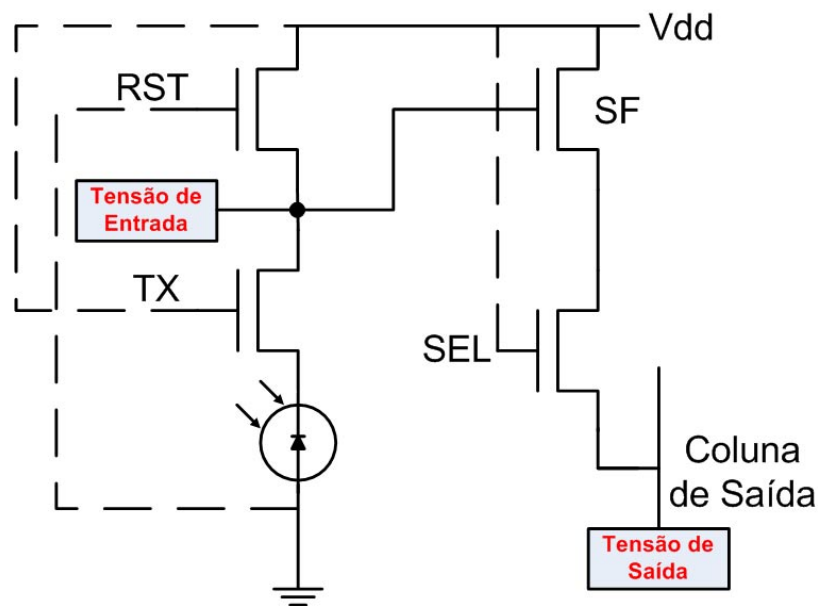 Vdd
RST
SF
Tensão de
Entrada
TX
SEL
Coluna
de Saída
Tensão de
Saída